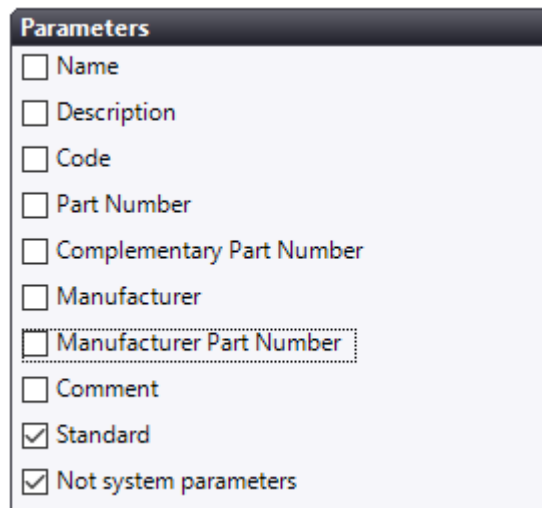 Parameters
Name
Description
Code
Part Number
Complementary Part Number
Manufacturer
Manufacturer Part Number
Comment
Standard
Not system parameters